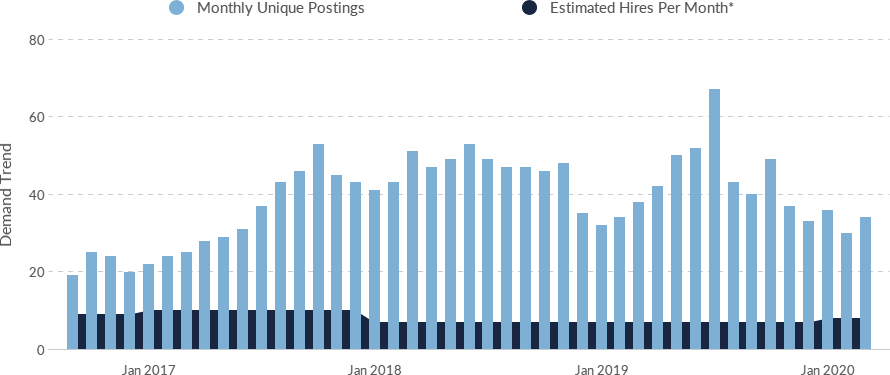 Monthly Unique Postings
Estimated Hires Per Month*
Demand Trend
80
60
40
20
0
Jan 2017
Jan 2018
Jan 2019
Jan 2020